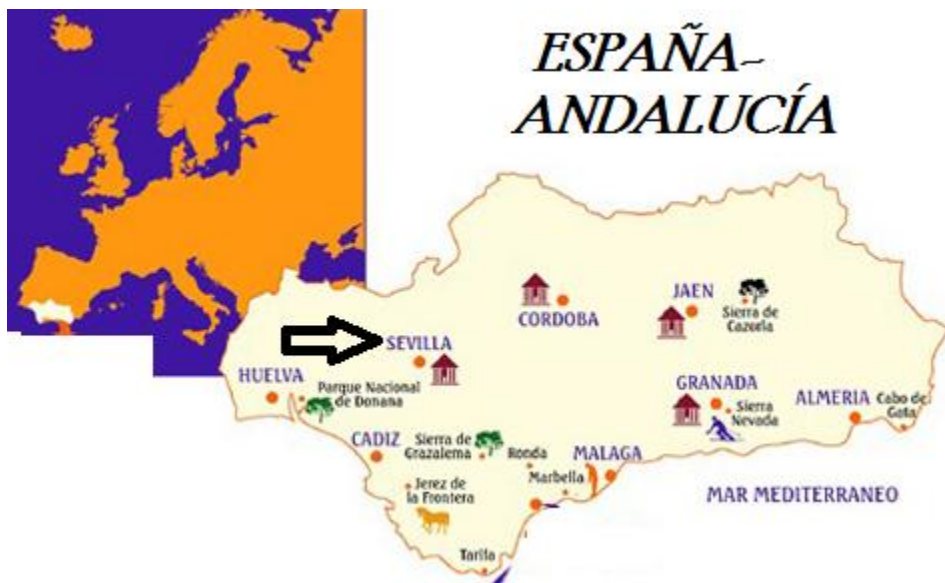 ESPAÑA-
ANDALUCÍA
CORDOBA
JAEN
Sierra de
Cazorla
SEVILLA
HUELVA
Parque Nacional
de Donana
GRANADA
Sierra
Nevada
ALMERIA
Cabo de
Gata
CADIZ
Sierra de
Grazalema
Ronda
MALAGA
Marbella
Jerez de
la Frontera
MAR MEDITERRANEO
Tarifa